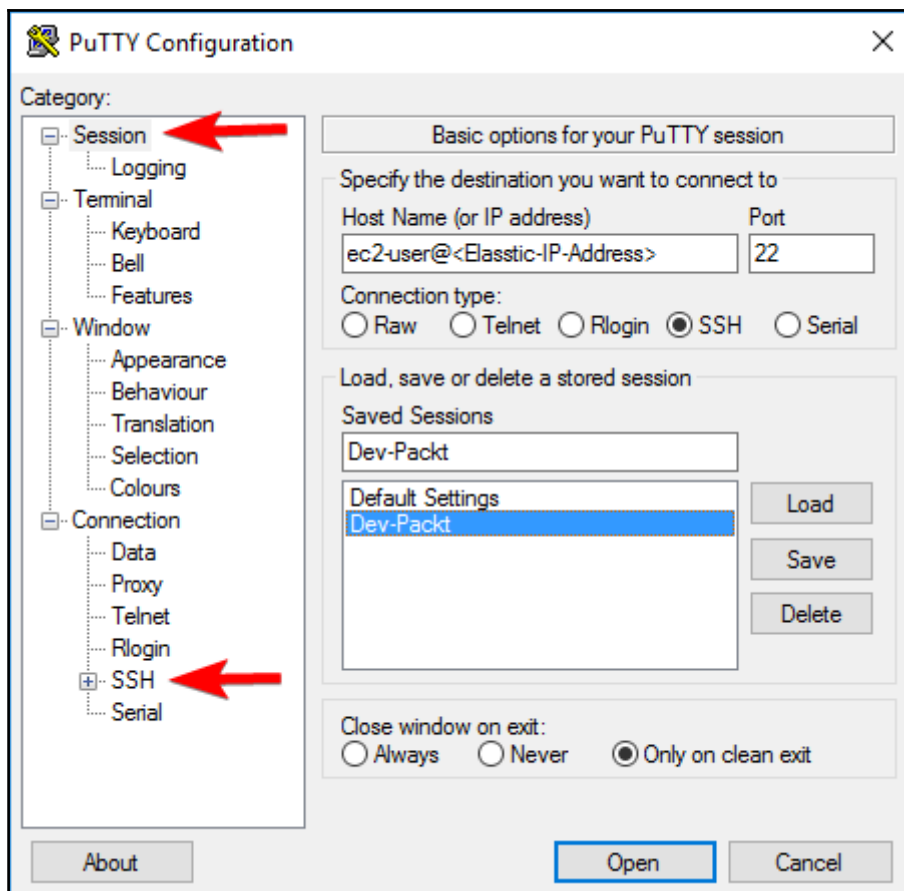 PuTTY Configuration
Category:
Session
Logging
Terminal
Keyboard
Bell
Features
Window
Appearance
Behaviour
Translation
Selection
Colours
Connection
Data
Proxy
Telnet
Rlogin
SSH
Serial
Basic options for your PuTTY session
Specify the destination you want to connect to
Host Name (or IP address) Port
ec2-user@<Elasstic-IP-Address> 22
Connection type:
Raw Telnet Rlogin SSH Serial
Load, save or delete a stored session
Saved Sessions
Dev-Packt
Default Settings
Dev-Packt
Load
Save
Delete
Close window on exit:
Always Never Only on clean exit
About Open Cancel